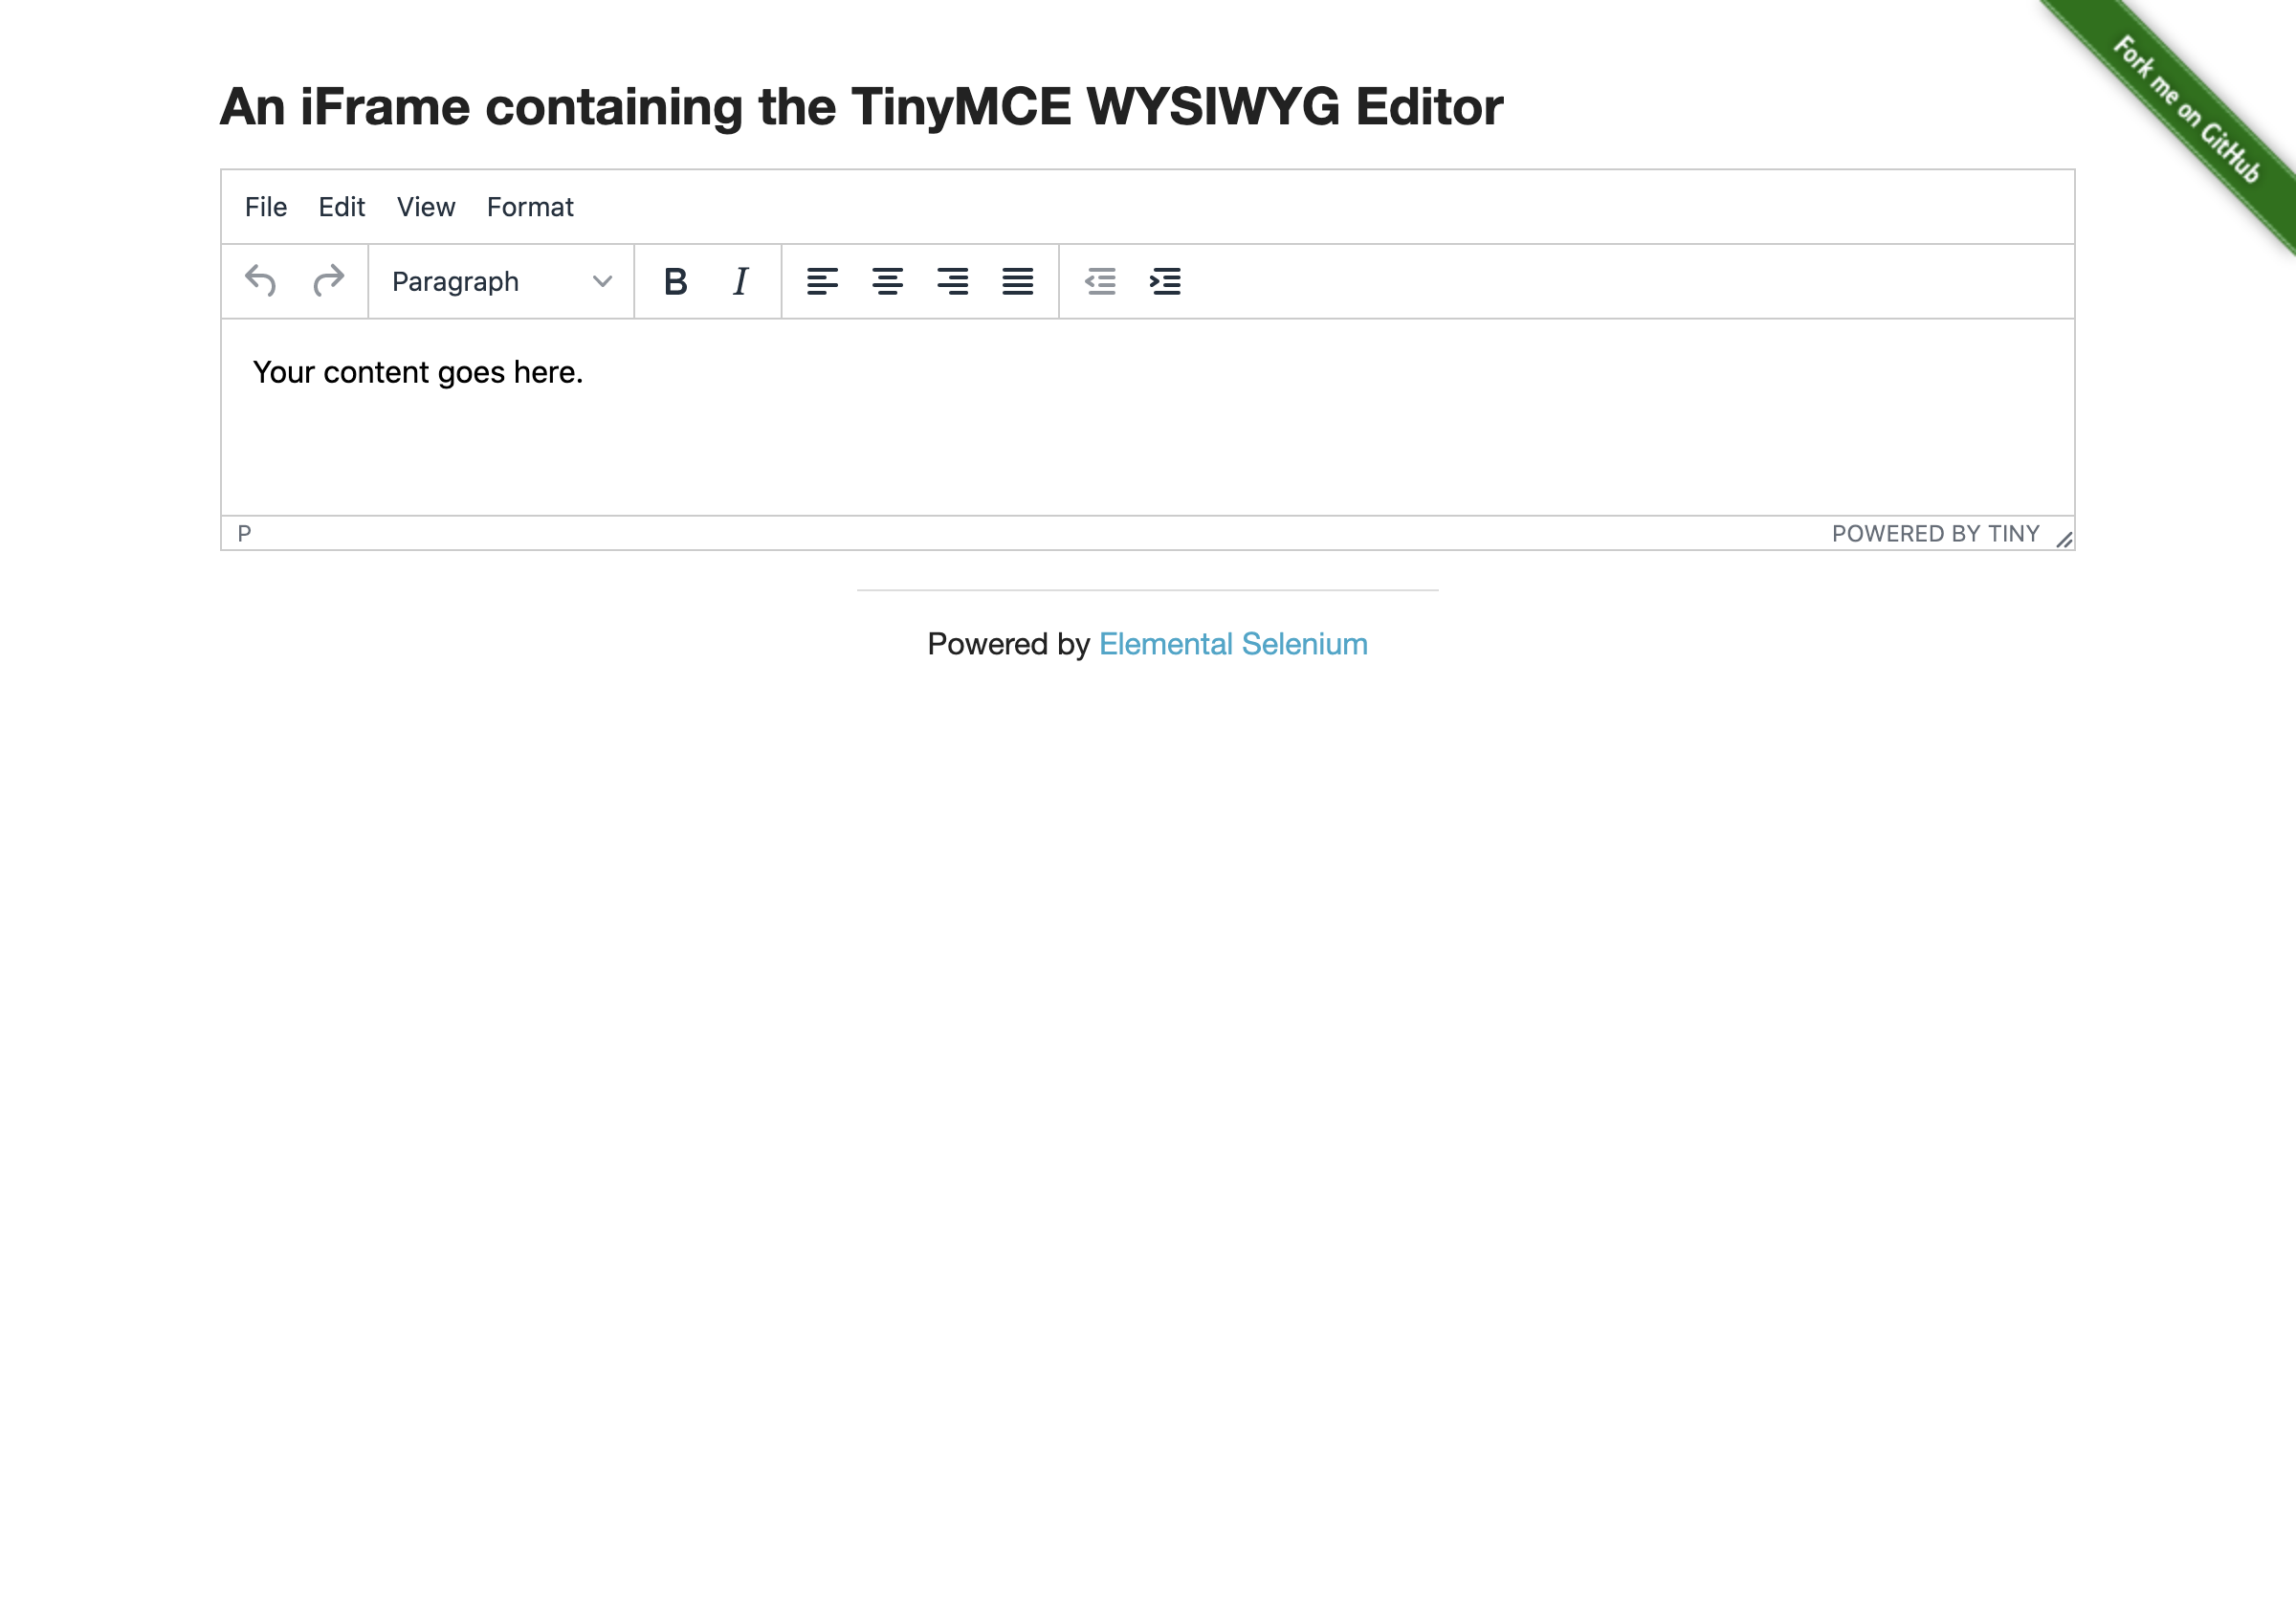 Fork me on GitHub
An iFrame containing the TinyMCE WYSIWYG Editor
File Edit View Format
Paragraph B I
Your content goes here.
P POWERED BY TINY
Powered by Elemental Selenium